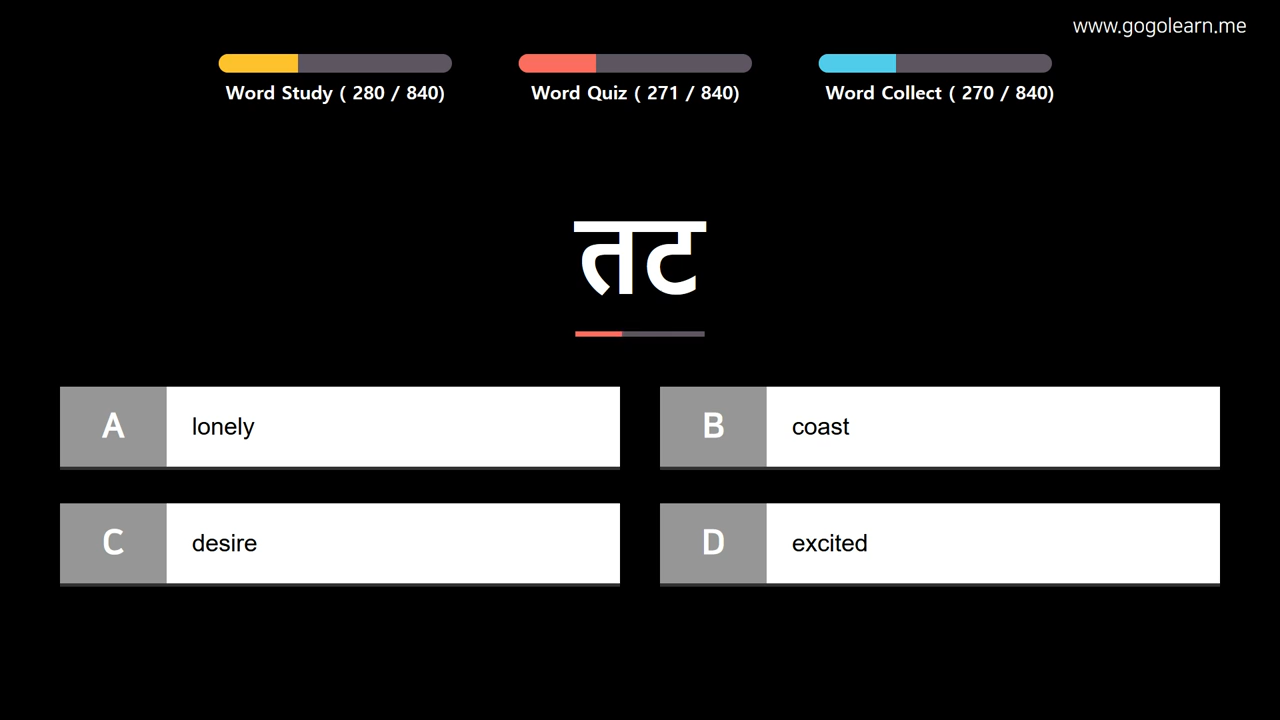 www.gogolearn.me
Word Study ( 280 / 840)
Word Quiz ( 271 / 840)
Word Collect ( 270 / 840)
तट
A lonely
B coast
C desire
D excited